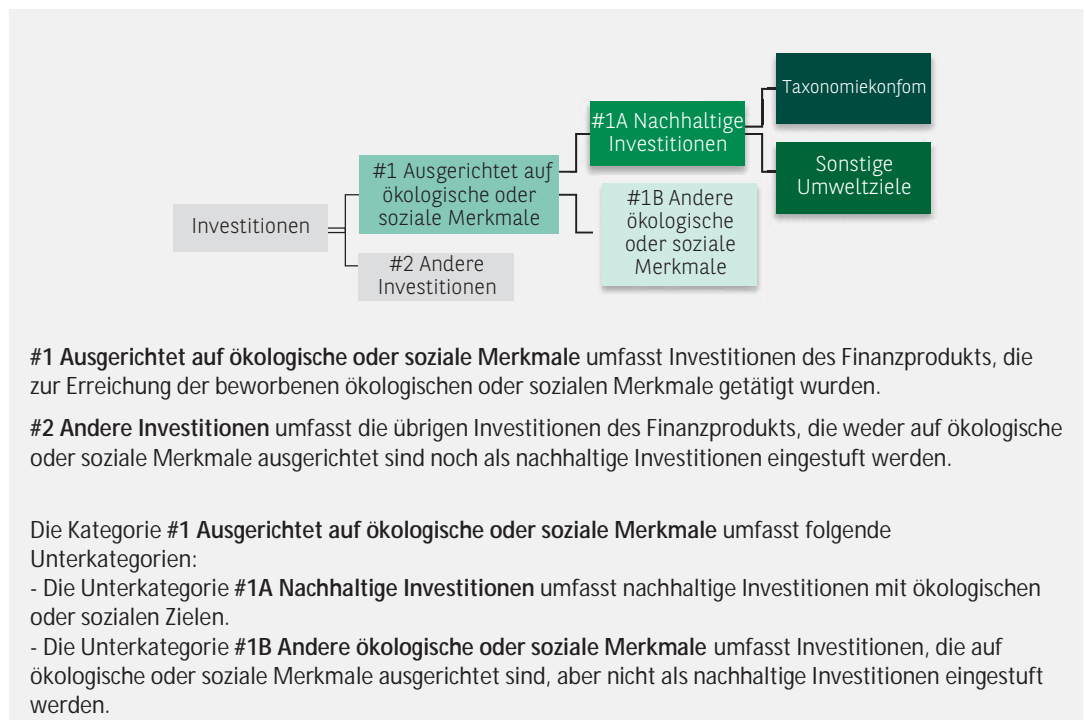 Taxonomiekonfom
#1A Nachhaltige
Investitionen
Sonstige
Umweltziele
#1 Ausgerichtet auf
ökologische oder
soziale Merkmale
#1B Andere
ökologische
oder soziale
Merkmale
Investitionen
#2 Andere
Investitionen
#1 Ausgerichtet auf ökologische oder soziale Merkmale umfasst Investitionen des Finanzprodukts, die
zur Erreichung der beworbenen ökologischen oder sozialen Merkmale getätigt wurden.
#2 Andere Investitionen umfasst die übrigen Investitionen des Finanzprodukts, die weder auf ökologische
oder soziale Merkmale ausgerichtet sind noch als nachhaltige Investitionen eingestuft werden.
Die Kategorie #1 Ausgerichtet auf ökologische oder soziale Merkmale umfasst folgende
Unterkategorien:
- Die Unterkategorie #1A Nachhaltige Investitionen umfasst nachhaltige Investitionen mit ökologischen
oder sozialen Zielen.
- Die Unterkategorie #1B Andere ökologische oder soziale Merkmale umfasst Investitionen, die auf
ökologische oder soziale Merkmale ausgerichtet sind, aber nicht als nachhaltige Investitionen eingestuft
werden.